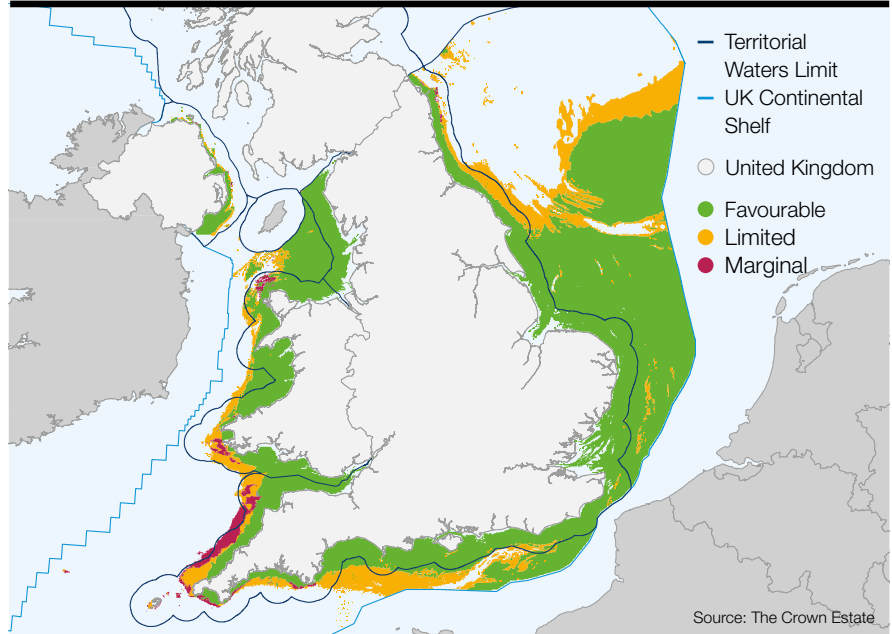 Territorial
Waters Limit
UK Continental
Shelf
United Kingdom
Favourable
Limited
Marginal
Source: The Crown Estate